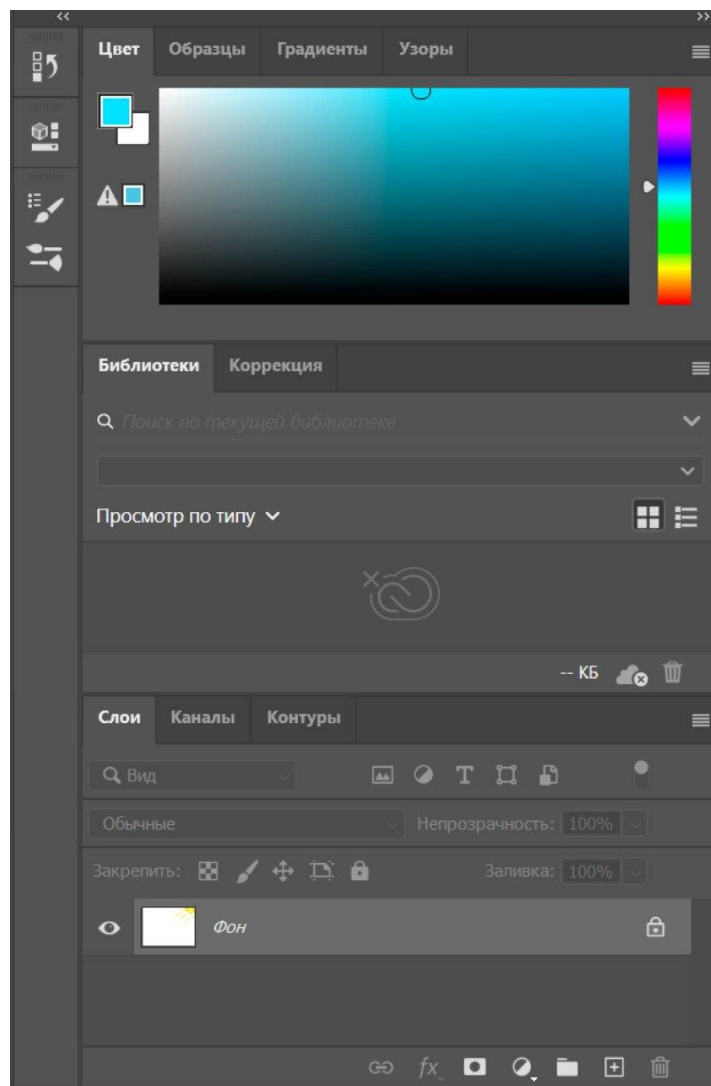 Цвет Образцы Градиенты Узоры
Библиотеки Коррекция
Поиск по текущей библиотеке
Просмотр по типу
-- КБ
Слои Каналы Контуры
Вид
Обычные Непрозрачность: 100%
Закрепить: Заливка: 100%
Фон
fx